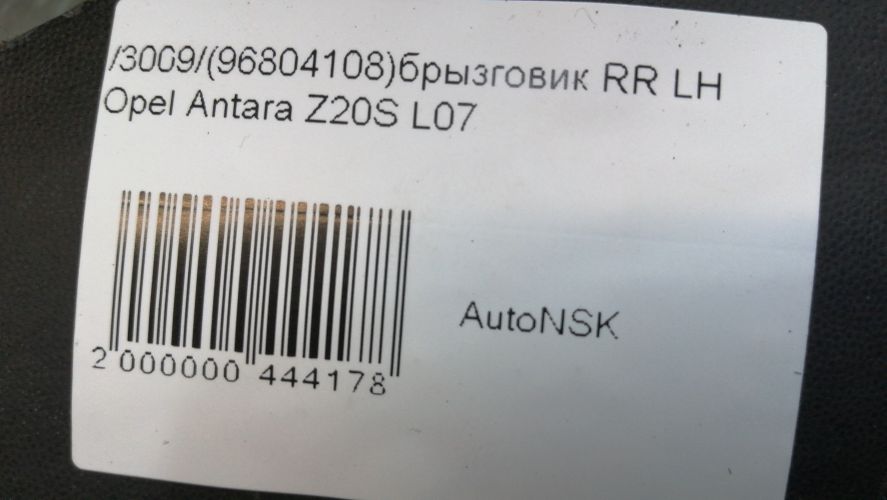 /3009/(96804108)брызговик RR LH
Opel Antara Z20S L07
AutoNSK
2 000000 444178